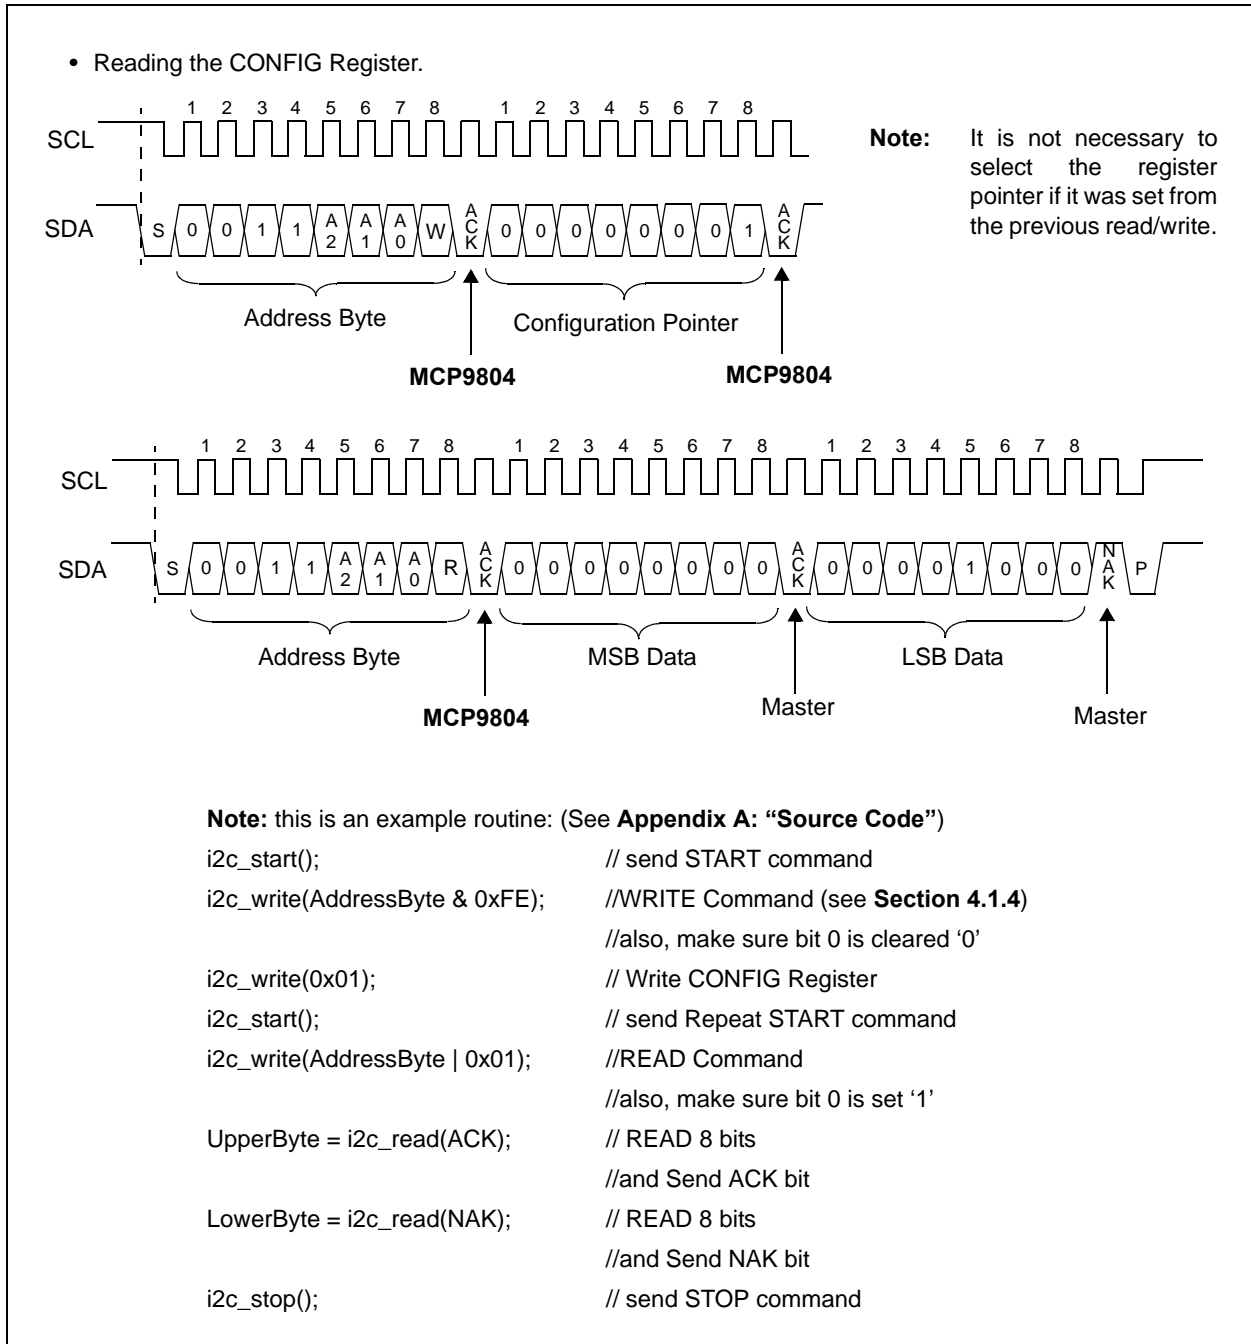 • Reading the CONFIG Register.
1 2 3 4 5 6 7 8 1 2 3 4 5 6 7 8
SCL
Note: It is not necessary to
select the register
pointer if it was set from
the previous read/write.
SDA S 0 0 1 1 A2 A1 A0 W ACK 0 0 0 0 0 0 0 1 ACK
Address Byte Configuration Pointer
MCP9804 MCP9804
1 2 3 4 5 6 7 8 1 2 3 4 5 6 7 8 1 2 3 4 5 6 7 8
SCL
SDA S 0 0 1 1 A2 A1 A0 R ACK 0 0 0 0 0 0 0 0 ACK 0 0 0 0 1 0 0 0 NAK P
Address Byte MSB Data LSB Data
MCP9804 Master Master
Note: this is an example routine: (See Appendix A: “Source Code”)
i2c_start(); // send START command
i2c_write(AddressByte & 0xFE); //WRITE Command (see Section 4.1.4)
//also, make sure bit 0 is cleared ‘0’
i2c_write(0x01); // Write CONFIG Register
i2c_start(); // send Repeat START command
i2c_write(AddressByte | 0x01); //READ Command
//also, make sure bit 0 is set ‘1’
UpperByte = i2c_read(ACK); // READ 8 bits
//and Send ACK bit
LowerByte = i2c_read(NAK); // READ 8 bits
//and Send NAK bit
i2c_stop(); // send STOP command